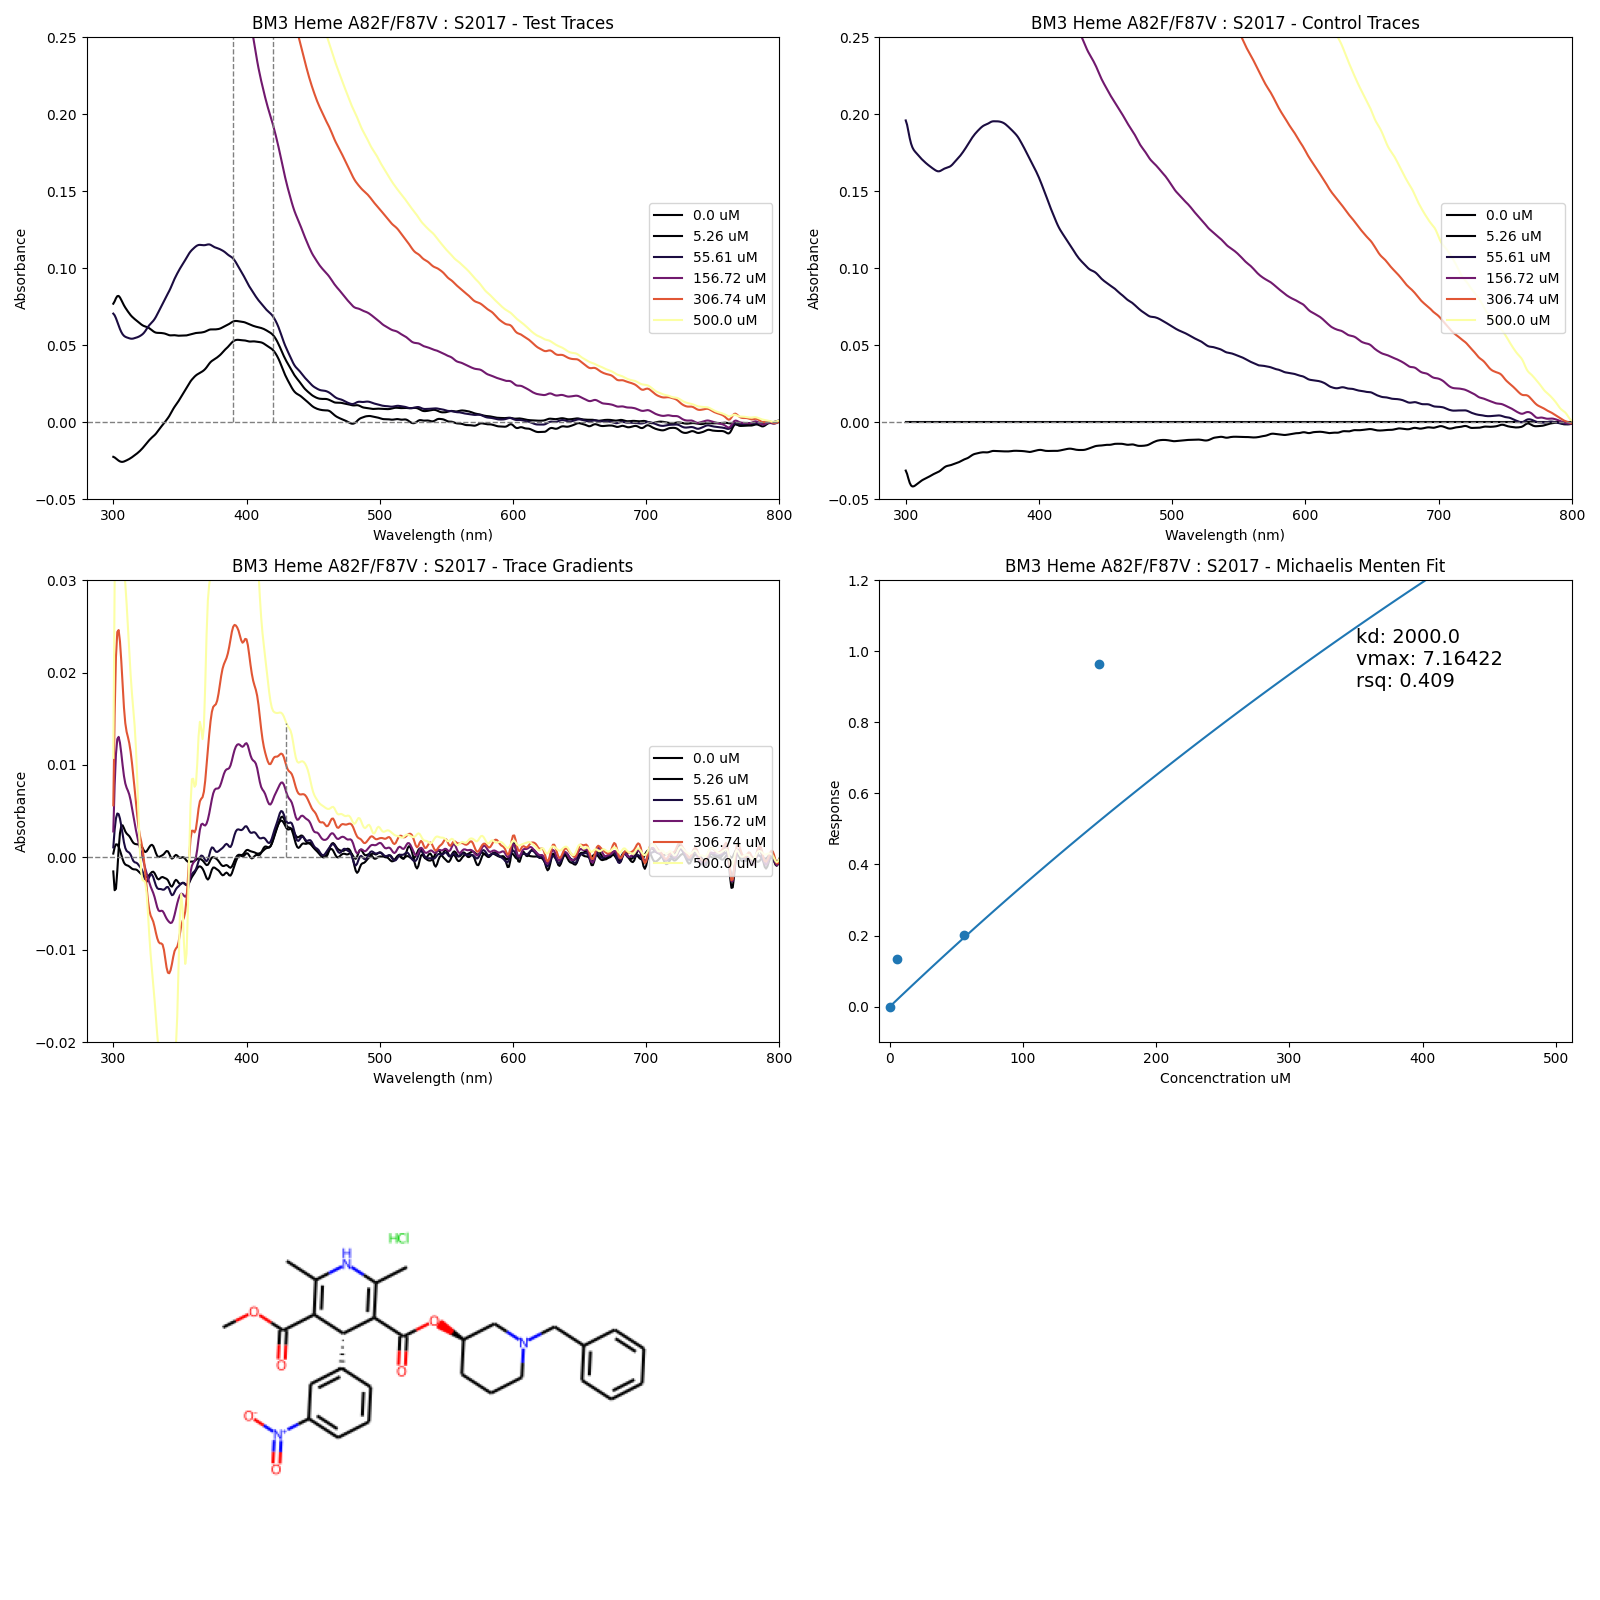 BM3 Heme A82F/F87V : S2017 - Test Traces
0.25
0.20
0.15
0.10
0.05
0.00
−0.05
Absorbance
300 400 500 600 700 800
Wavelength (nm)
0.0 uM
5.26 uM
55.61 uM
156.72 uM
306.74 uM
500.0 uM
BM3 Heme A82F/F87V : S2017 - Control Traces
0.25
0.20
0.15
0.10
0.05
0.00
−0.05
Absorbance
300 400 500 600 700 800
Wavelength (nm)
0.0 uM
5.26 uM
55.61 uM
156.72 uM
306.74 uM
500.0 uM
BM3 Heme A82F/F87V : S2017 - Trace Gradients
0.03
0.02
0.01
0.00
−0.01
−0.02
Absorbance
300 400 500 600 700 800
Wavelength (nm)
0.0 uM
5.26 uM
55.61 uM
156.72 uM
306.74 uM
500.0 uM
BM3 Heme A82F/F87V : S2017 - Michaelis Menten Fit
1.2
1.0
0.8
0.6
0.4
0.2
0.0
Response
kd: 2000.0
vmax: 7.16422
rsq: 0.409
0 100 200 300 400 500
Concenctration uM
HCl
H
N
O
O
O
O
N
O-
N+
O